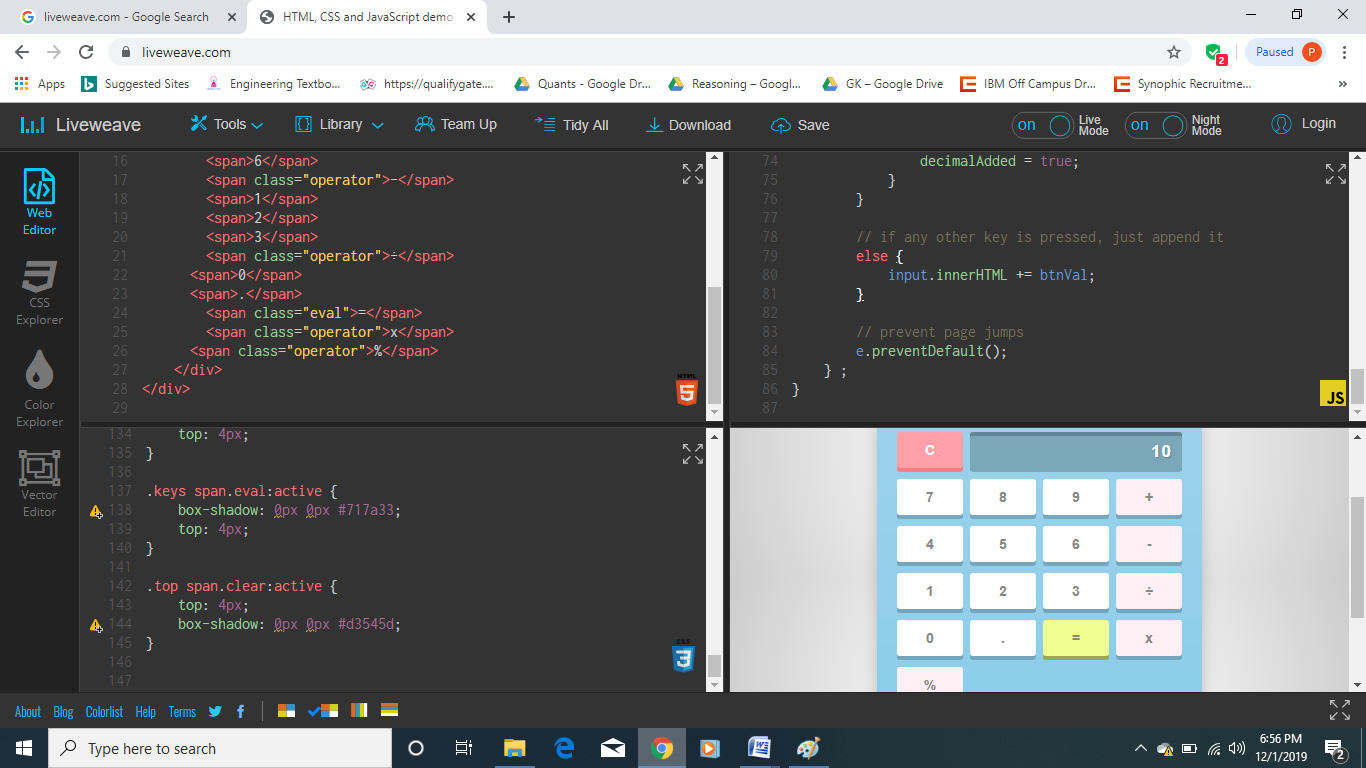 liveweave.com - Google Search
HTML, CSS and JavaScript demo
liveweave.com
2
Paused
P
Apps
Suggested Sites
Engineering Textbo...
https://qualifygate....
Quants - Google Dr...
Reasoning – Googl...
GK – Google Drive
IBM Off Campus Dr...
Synophic Recruitme...
»
Liveweave
Tools
Library
Team Up
Tidy All
Download
Save
on
Live Mode
on
Night Mode
Login
Web
Editor
CSS
Explorer
Color
Explorer
Vector
Editor
16 <span>6</span>
17 <span class="operator">-</span>
18 <span>1</span>
19 <span>2</span>
20 <span>3</span>
21 <span class="operator">÷</span>
22 <span>0</span>
23 <span>.</span>
24 <span class="eval">=</span>
25 <span class="operator">x</span>
26 <span class="operator">%</span>
27 </div>
28 </div>
29
HTML
5
74 decimalAdded = true;
75 }
76 }
77
78 // if any other key is pressed, just append it
79 else {
80 input.innerHTML += btnVal;
81 }
82
83 // prevent page jumps
84 e.preventDefault();
85 } ;
86 }
87
JS
134 top: 4px;
135 }
136
137 .keys span.eval:active {
138 box-shadow: 0px 0px #717a33;
139 top: 4px;
140 }
141
142 .top span.clear:active {
143 top: 4px;
144 box-shadow: 0px 0px #d3545d;
145 }
146
147
CSS
3
C 10
7 8 9 +
4 5 6 -
1 2 3 ÷
0 . = x
%
About Blog Colorlist Help Terms
Type here to search
6:56 PM
12/1/2019
2